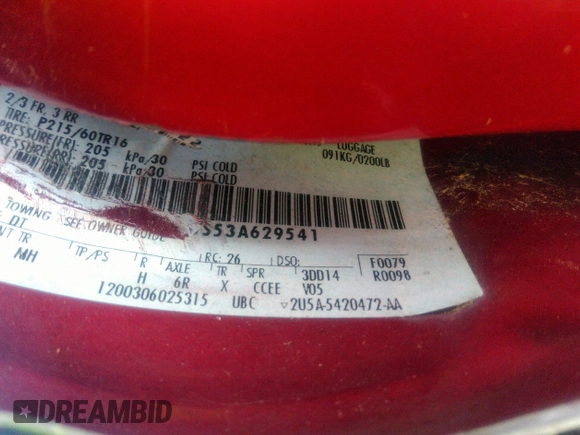 2/3 FR, 3 RR
TIRE: P215/60TR16
PRESSURE(FR): 205 kPa/30 PSI COLD
PRESSURE(RR): 205 kPa/30 PSI COLD
LUGGAGE
091KG/0200LB
S53A629541
TOWING SEE OWNER GUIDE
INT TR TP/PS R AXLE TR SPR RC: 26 DSO: F0079
MH H 6R X CCEE 3DD14 R0098
V05
1200306025315 UBC ▽2U5A-5420472-AA
DREAMBID